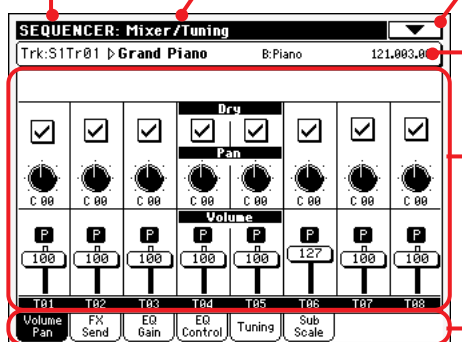 SEQUENCER: Mixer/Tuning
Trk:S1Tr01 Grand Piano B:Piano 121.003.0
Dry
Pan
C 00 C 00 C 00 C 00 C 00 C 00 C 00 C 00
Volume
P P P P P P P P
100 100 100 100 100 127 100 100
T01 T02 T03 T04 T05 T06 T07 T08
Volume Pan FX Send EQ Gain EQ Control Tuning Sub Scale